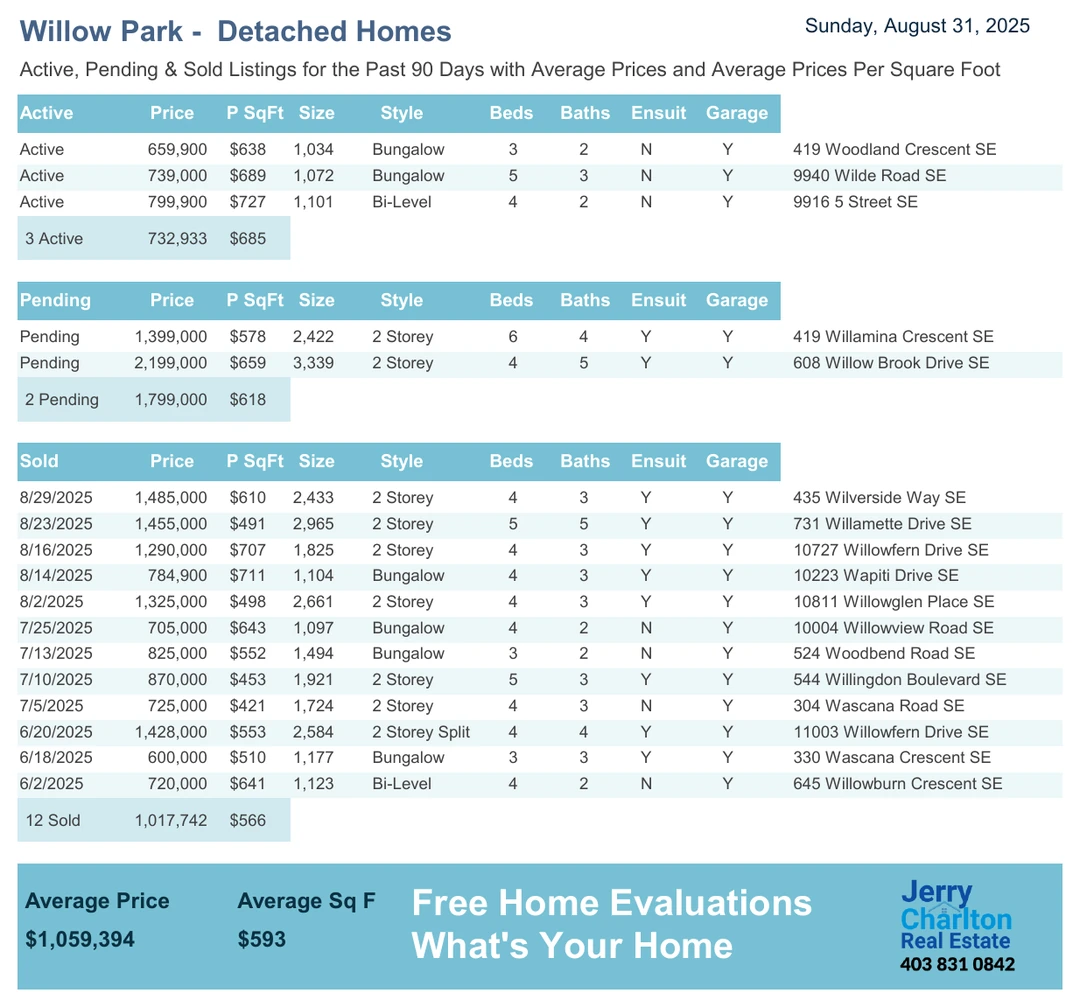 Willow Park - Detached Homes
Sunday, August 31, 2025
Active, Pending & Sold Listings for the Past 90 Days with Average Prices and Average Prices Per Square Foot
Active Price P SqFt Size Style Beds Baths Ensuit Garage
Active 659,900 $638 1,034 Bungalow 3 2 N Y 419 Woodland Crescent SE
Active 739,000 $689 1,072 Bungalow 5 3 N Y 9940 Wilde Road SE
Active 799,900 $727 1,101 Bi-Level 4 2 N Y 9916 5 Street SE
3 Active 732,933 $685
Pending Price P SqFt Size Style Beds Baths Ensuit Garage
Pending 1,399,000 $578 2,422 2 Storey 6 4 Y Y 419 Willamina Crescent SE
Pending 2,199,000 $659 3,339 2 Storey 4 5 Y Y 608 Willow Brook Drive SE
2 Pending 1,799,000 $618
Sold Price P SqFt Size Style Beds Baths Ensuit Garage
8/29/2025 1,485,000 $610 2,433 2 Storey 4 3 Y Y 435 Wilverside Way SE
8/23/2025 1,455,000 $491 2,965 2 Storey 5 5 Y Y 731 Willamette Drive SE
8/16/2025 1,290,000 $707 1,825 2 Storey 4 3 Y Y 10727 Willowfern Drive SE
8/14/2025 784,900 $711 1,104 Bungalow 4 3 Y Y 10223 Wapiti Drive SE
8/2/2025 1,325,000 $498 2,661 2 Storey 4 3 Y Y 10811 Willowglen Place SE
7/25/2025 705,000 $643 1,097 Bungalow 4 2 N Y 10004 Willowview Road SE
7/13/2025 825,000 $552 1,494 Bungalow 3 2 N Y 524 Woodbend Road SE
7/10/2025 870,000 $453 1,921 2 Storey 5 3 Y Y 544 Willingdon Boulevard SE
7/5/2025 725,000 $421 1,724 2 Storey 4 3 N Y 304 Wascana Road SE
6/20/2025 1,428,000 $553 2,584 2 Storey Split 4 4 Y Y 11003 Willowfern Drive SE
6/18/2025 600,000 $510 1,177 Bungalow 3 3 Y Y 330 Wascana Crescent SE
6/2/2025 720,000 $641 1,123 Bi-Level 4 2 N Y 645 Willowburn Crescent SE
12 Sold 1,017,742 $566
Average Price Average Sq F
$1,059,394 $593
Free Home Evaluations
What's Your Home
Jerry
Charlton
Real Estate
403 831 0842